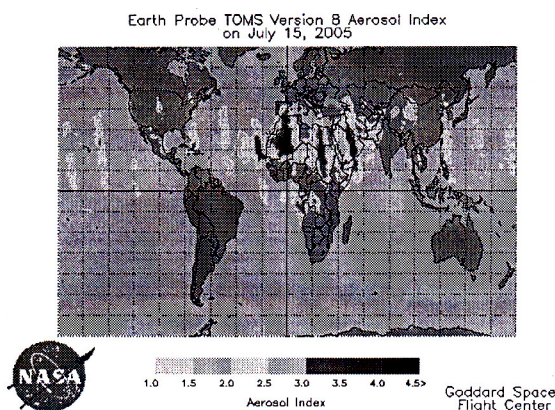 Earth Probe TOMS Version 8 Aerosol Index
on July 15, 2005
NASA
1.0 1.5 2.0 2.5 3.0 3.5 4.0 4.5>
Aerosol Index
Goddard Space
Flight Center